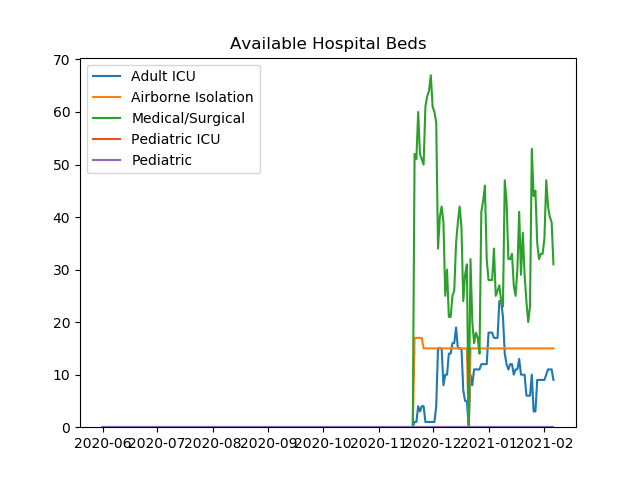 Available Hospital Beds
70
60
50
40
30
20
10
0
Adult ICU
Airborne Isolation
Medical/Surgical
Pediatric ICU
Pediatric
2020-06 2020-07 2020-08 2020-09 2020-10 2020-11 2020-12 2021-01 2021-02